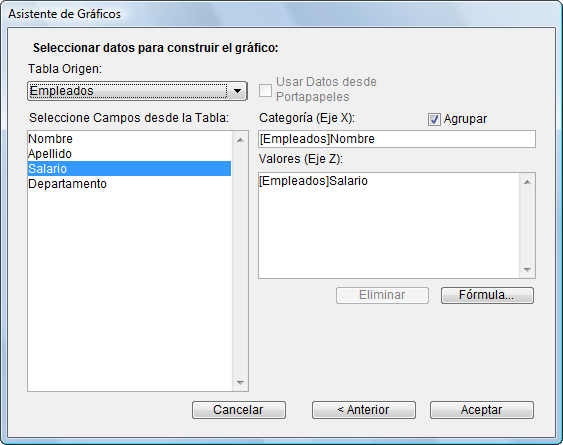 Asistente de Gráficos
Seleccionar datos para construir el gráfico:
Tabla Origen:
Empleados
Usar Datos desde
Portapapeles
Seleccione Campos desde la Tabla:
Nombre
Apellido
Salario
Departamento
Categoría (Eje X):
Agrupar
[Empleados]Nombre
Valores (Eje Z):
[Empleados]Salario
Eliminar
Fórmula...
Cancelar
< Anterior
Aceptar